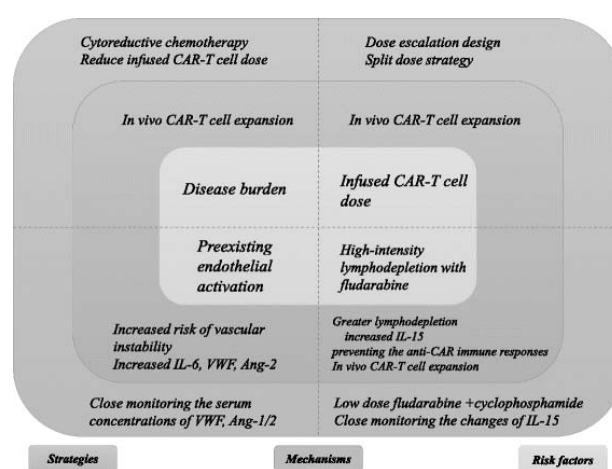 Cytoreductive chemotherapy
Reduce infused CAR-T cell dose
Dose escalation design
Split dose strategy
In vivo CAR-T cell expansion
In vivo CAR-T cell expansion
Disease burden
Infused CAR-T cell
dose
Preexisting
endothelial
activation
High-intensity
lymphodepletion with
fludarabine
Increased risk of vascular
instability
Increased IL-6, VWF, Ang-2
Greater lymphodepletion
increased IL-15
preventing the anti-CAR immune responses
In vivo CAR-T cell expansion
Close monitoring the serum
concentrations of VWF, Ang-1/2
Low dose fludarabine +cyclophosphamide
Close monitoring the changes of IL-15
Strategies
Mechanisms
Risk factors